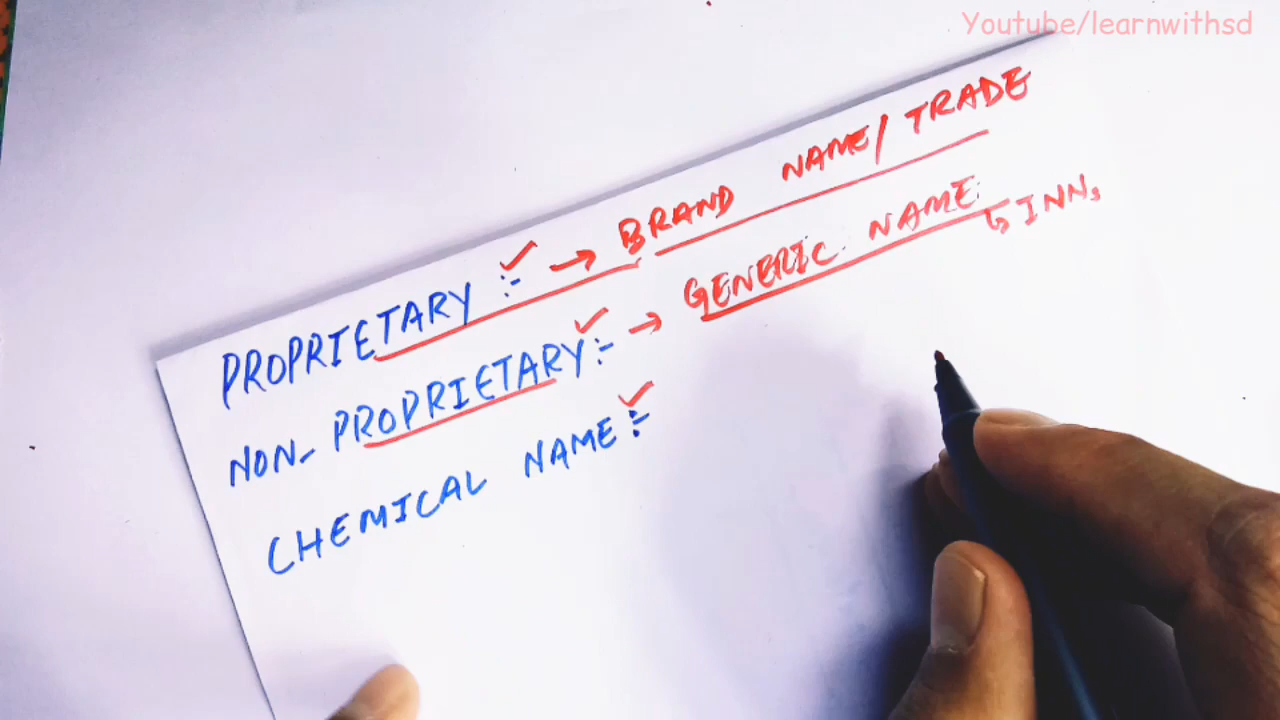 Youtube/learnwithsd
PROPRIETARY :- → BRAND NAME/TRADE
NON-PROPRIETARY :- → GENERIC NAME
↳ INN.
CHEMICAL NAME :-